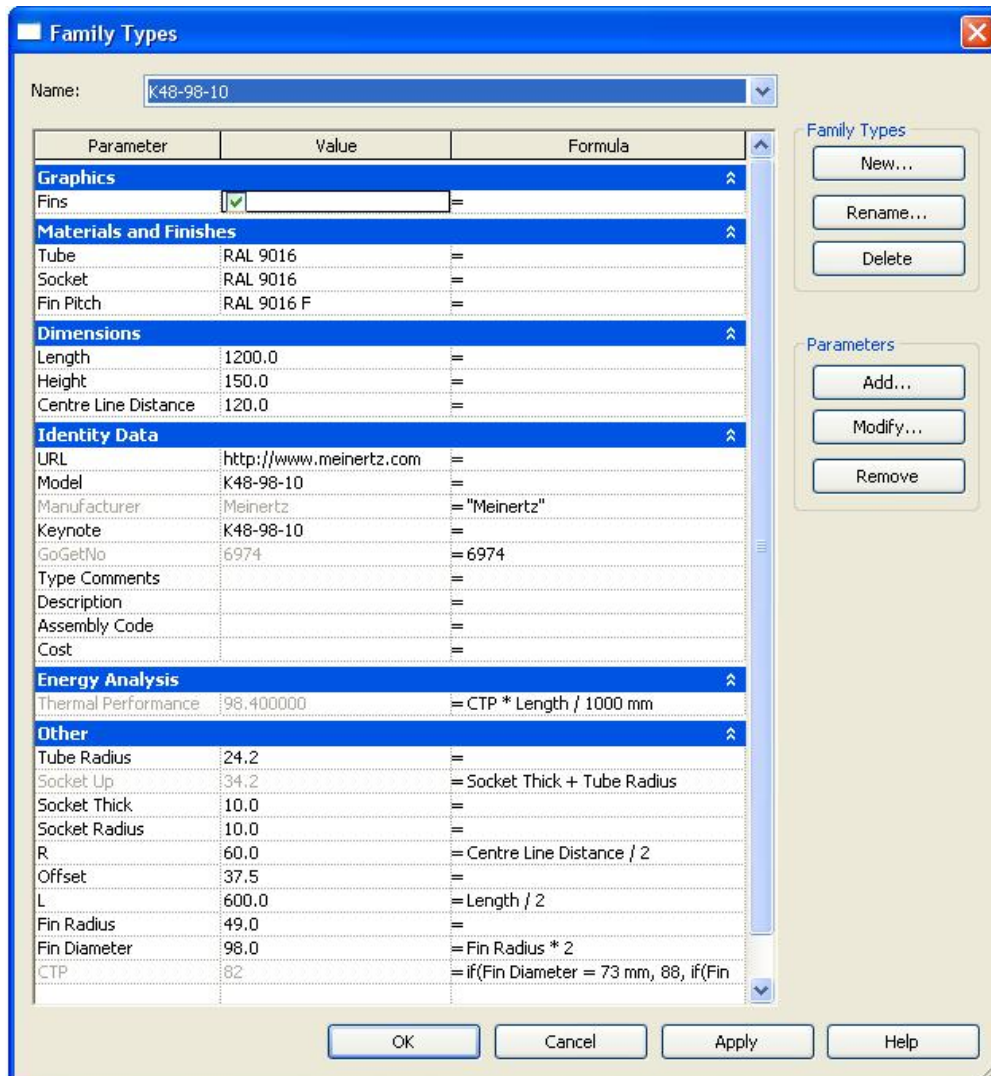 Family Types
Name: K48-98-10
Parameter Value Formula
Graphics
Fins =
Materials and Finishes
Tube RAL 9016 =
Socket RAL 9016 =
Fin Pitch RAL 9016 F =
Dimensions
Length 1200.0 =
Height 150.0 =
Centre Line Distance 120.0 =
Identity Data
URL http://www.meinertz.com =
Model K48-98-10 =
Manufacturer Meinertz = "Meinertz"
Keynote K48-98-10 =
GoGetNo 6974 = 6974
Type Comments =
Description =
Assembly Code =
Cost =
Energy Analysis
Thermal Performance 98.400000 = CTP * Length / 1000 mm
Other
Tube Radius 24.2 =
Socket Up 34.2 = Socket Thick + Tube Radius
Socket Thick 10.0 =
Socket Radius 10.0 =
R 60.0 = Centre Line Distance / 2
Offset 37.5 =
L 600.0 = Length / 2
Fin Radius 49.0 =
Fin Diameter 98.0 = Fin Radius * 2
CTP 82 = if(Fin Diameter = 73 mm, 88, if(Fin
Family Types
New...
Rename...
Delete
Parameters
Add...
Modify...
Remove
OK Cancel Apply Help